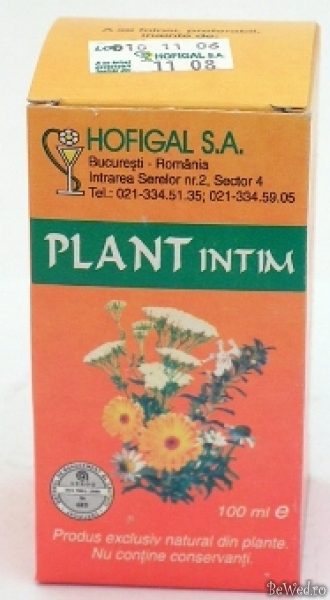 A se folosi, preferabil,
înainte de:
010 11 06
HOFIGAL S.A.
11 08
HOFIGAL S.A.
București - România
Intrarea Serelor nr.2, Sector 4
Tel.: 021-334.51.35; 021-334.59.05
PLANT INTIM
100 ml e
Produs exclusiv natural din plante.
Nu conține conservanți.
BeWed.ro